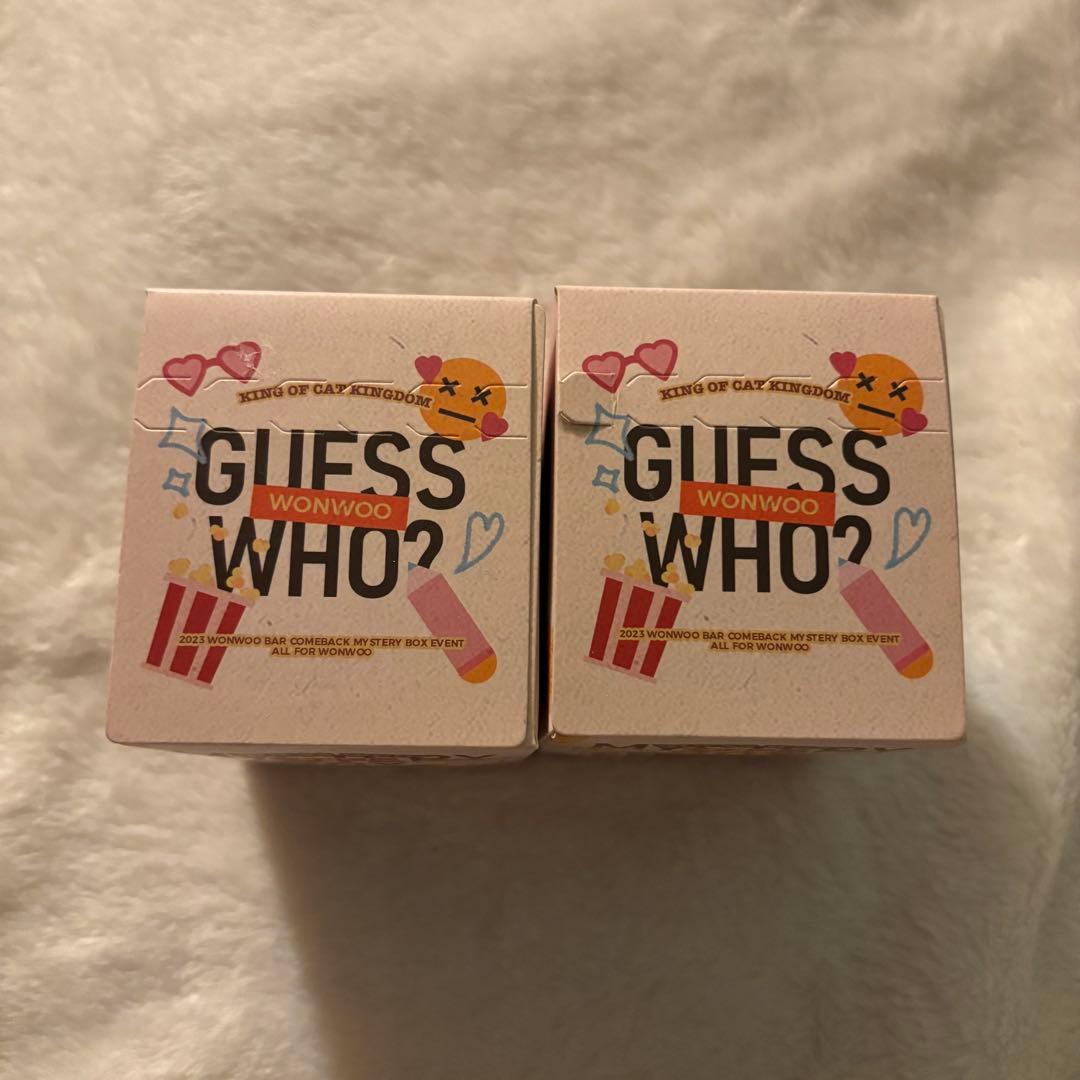 KING OF CAT KINGDOM
GUESS
WONWOO
WHO?
2023 WONWOO BAR COMEBACK MYSTERY BOX EVENT
ALL FOR WONWOO
KING OF CAT KINGDOM
GUESS
WONWOO
WHO?
2023 WONWOO BAR COMEBACK MYSTERY BOX EVENT
ALL FOR WONWOO